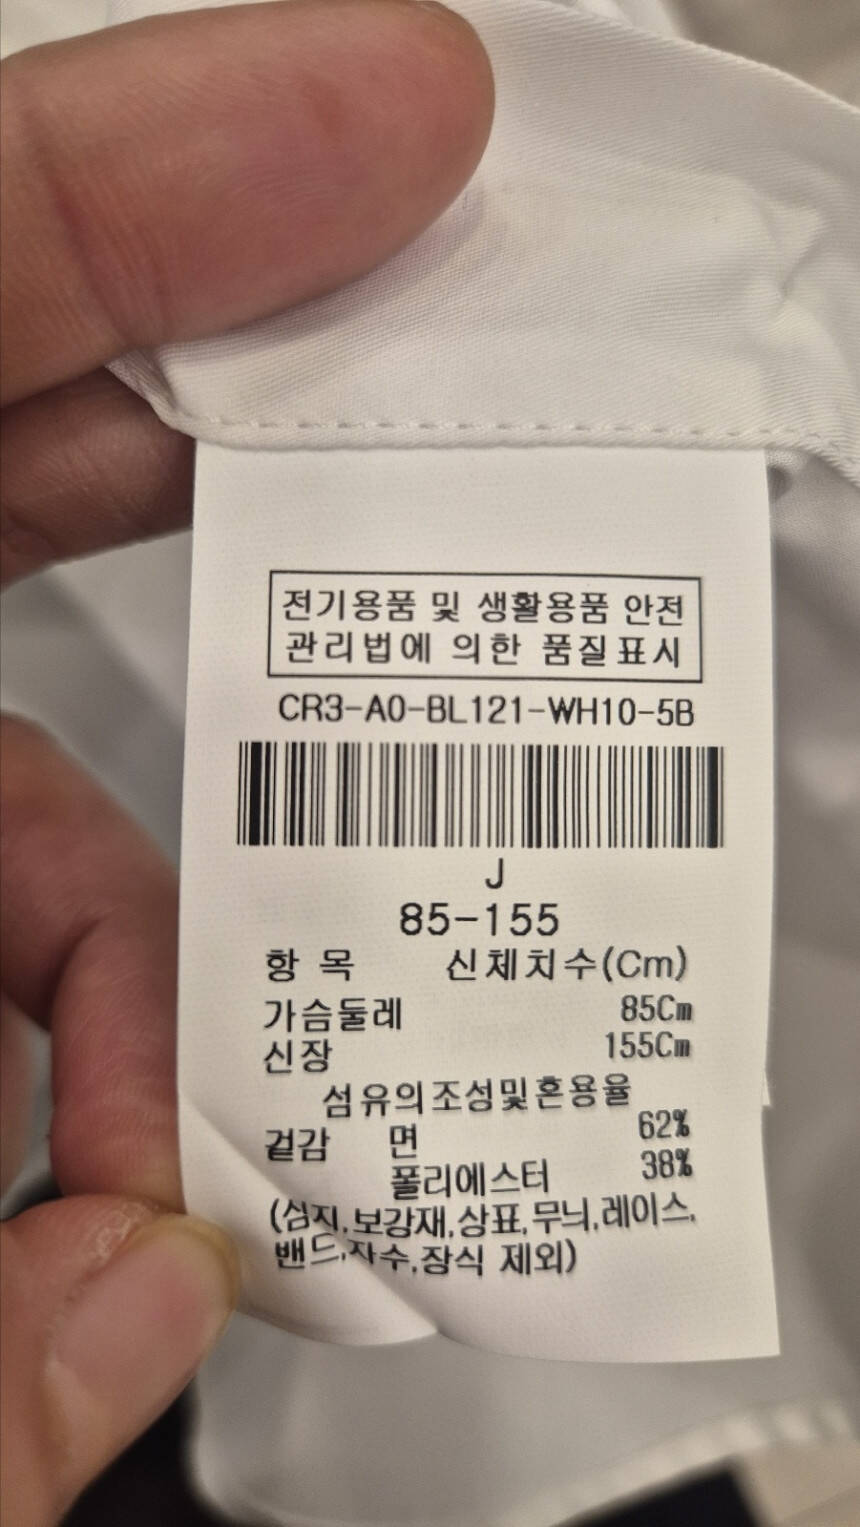 전기용품 및 생활용품 안전
관리법에 의한 품질표시
CR3-A0-BL121-WH10-5B
J
85-155
항 목 신체치수(Cm)
가슴둘레 85Cm
신장 155Cm
섬유의조성및혼용율
겉감 면 62%
폴리에스터 38%
(심지,보강재,상표,무늬,레이스,
밴드,자수,장식 제외)